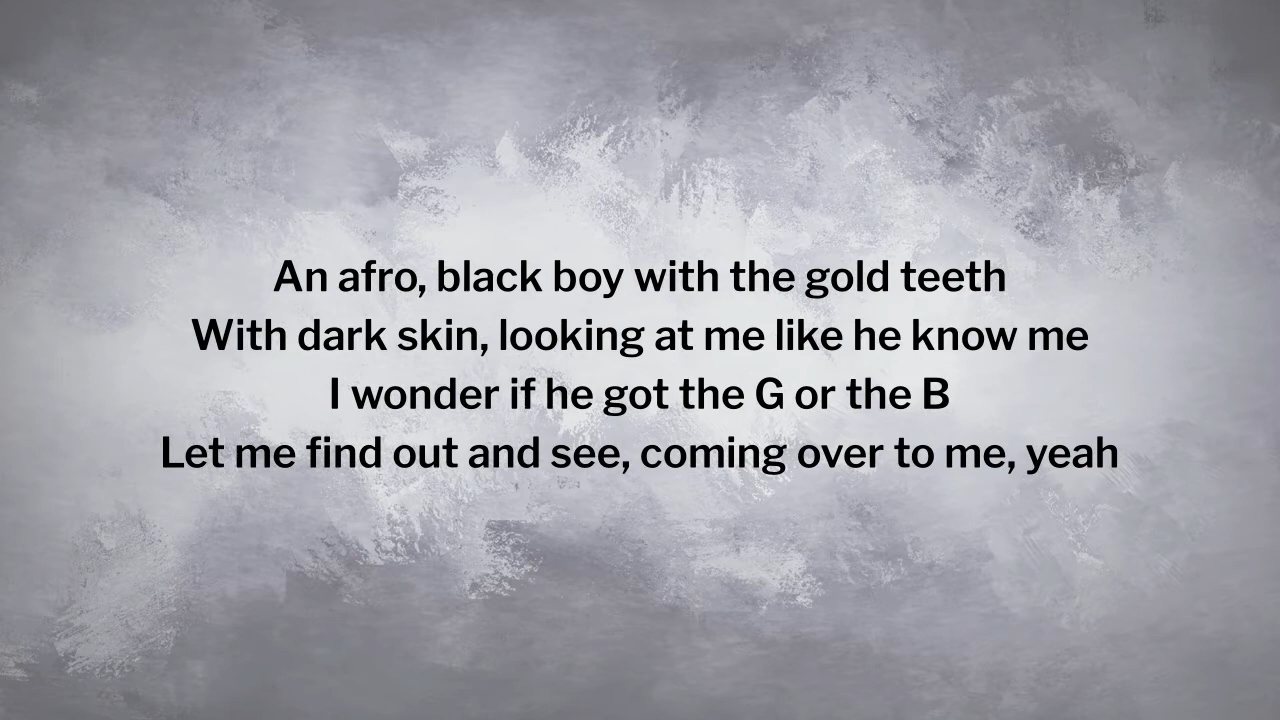 An afro, black boy with the gold teeth
With dark skin, looking at me like he know me
I wonder if he got the G or the B
Let me find out and see, coming over to me, yeah